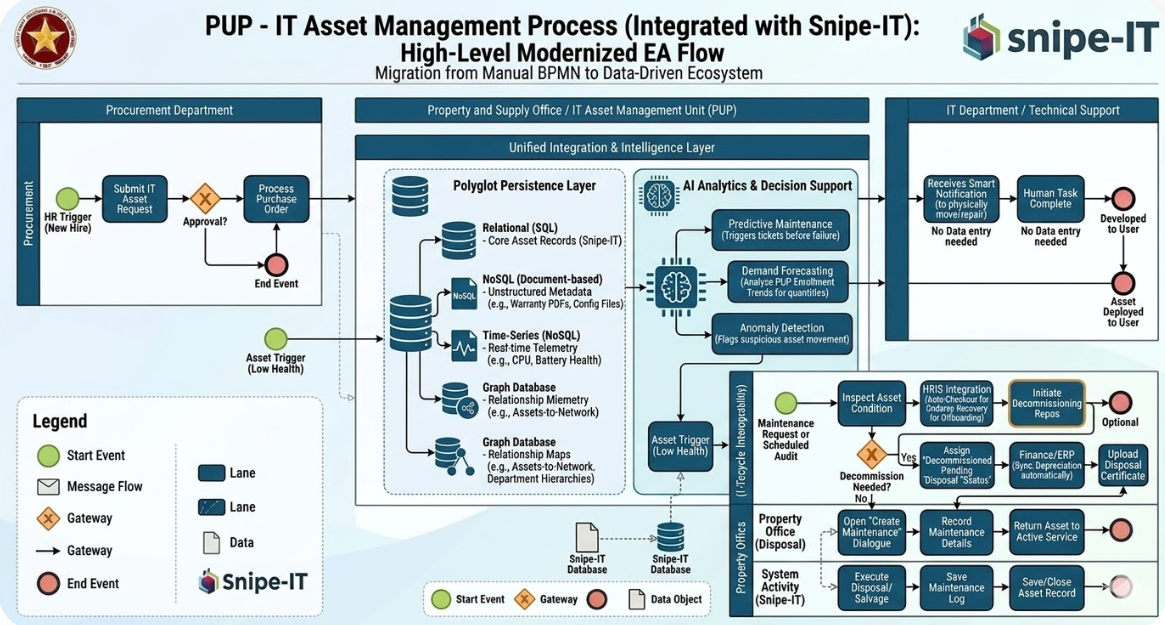 PUP - IT Asset Management Process (Integrated with Snipe-IT):
High-Level Modernized EA Flow
Migration from Manual BPMN to Data-Driven Ecosystem
snipe-IT
Procurement Department
Procurement
HR Trigger
(New Hire)
Submit IT
Asset
Request
Approval?
Process
Purchase
Order
End Event
Asset Trigger
(Low Health)
Property and Supply Office / IT Asset Management Unit (PUP)
Unified Integration & Intelligence Layer
Polyglot Persistence Layer
Relational (SQL)
- Core Asset Records (Snipe-IT)
NoSQL
NoSQL (Document-based)
- Unstructured Metadata
(e.g., Warranty PDFs, Config Files)
Time-Series (NoSQL)
- Rest-time Telemetry
(e.g., CPU, Battery Health)
Graph Database
- Relationship Miemetry
(e.g., Assets-to-Network)
Graph Database
- Relationship Maps
(e.g., Assets-to-Network.
Department Hierarchies)
AI Analytics & Decision Support
Predictive Maintenance
(Triggers tickets before failure)
Demand Forecasting
(Analyse PUP Enollment
Trends for quantities)
Anomaly Detection
(Flags suspicious asset movement)
Asset Trigger
(Low Health)
Snipe-IT
Database
Snipe-IT
Database
IT Department / Technical Support
Receives Smart
Notification
(to physically
move/repair)
No Data entry
needed
Human Task
Complete
No Data entry
needed
Developed
to User
Asset
Deployed
to User
(I-Tecycle Interogrability)
Maintenance
Request or
Scheduled
Audit
Inspect Asset
Condition
HRIS Integration
(Auto-Checkour for
Ondarep Recovery
for Offboarding)
Initiate
Decomnissioning
Repos
Optional
Decommission
Needed?
Yes
No
Assign
"Decommissioned
Pending
"Disposal "Ssatos"
Finance/ERP
(Sync. Depreciation
automatically)
Upload
Disposal
Certificate
Property Offics
Property
Office
(Disposal)
Open "Create
Maintenance"
Dialogue
Record
Maintenance
Details
Return Asset to
Active Service
System
Activity
(Snipe-IT)
Execute
Disposal/
Salvage
Save
Maintenance
Log
Save/Close
Asset Record
Legend
Start Event
Message Flow
Gateway
Gateway
End Event
Lane
Lane
Data
Snipe-IT
Start Event
Gateway
Data Object